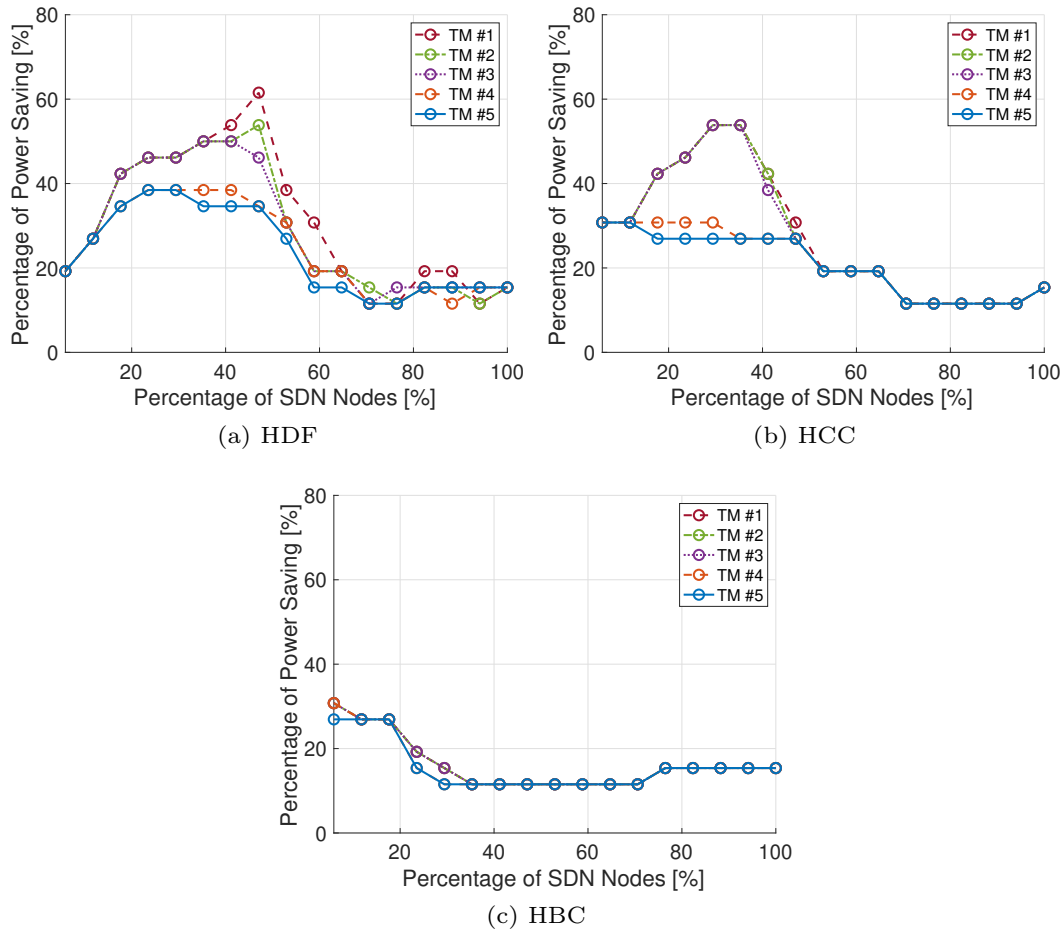 80
60
40
20
0
Percentage of Power Saving [%]
TM #1
TM #2
TM #3
TM #4
TM #5
20 40 60 80 100
Percentage of SDN Nodes [%]
(a) HDF
80
60
40
20
0
Percentage of Power Saving [%]
TM #1
TM #2
TM #3
TM #4
TM #5
20 40 60 80 100
Percentage of SDN Nodes [%]
(b) HCC
80
60
40
20
0
Percentage of Power Saving [%]
TM #1
TM #2
TM #3
TM #4
TM #5
20 40 60 80 100
Percentage of SDN Nodes [%]
(c) HBC